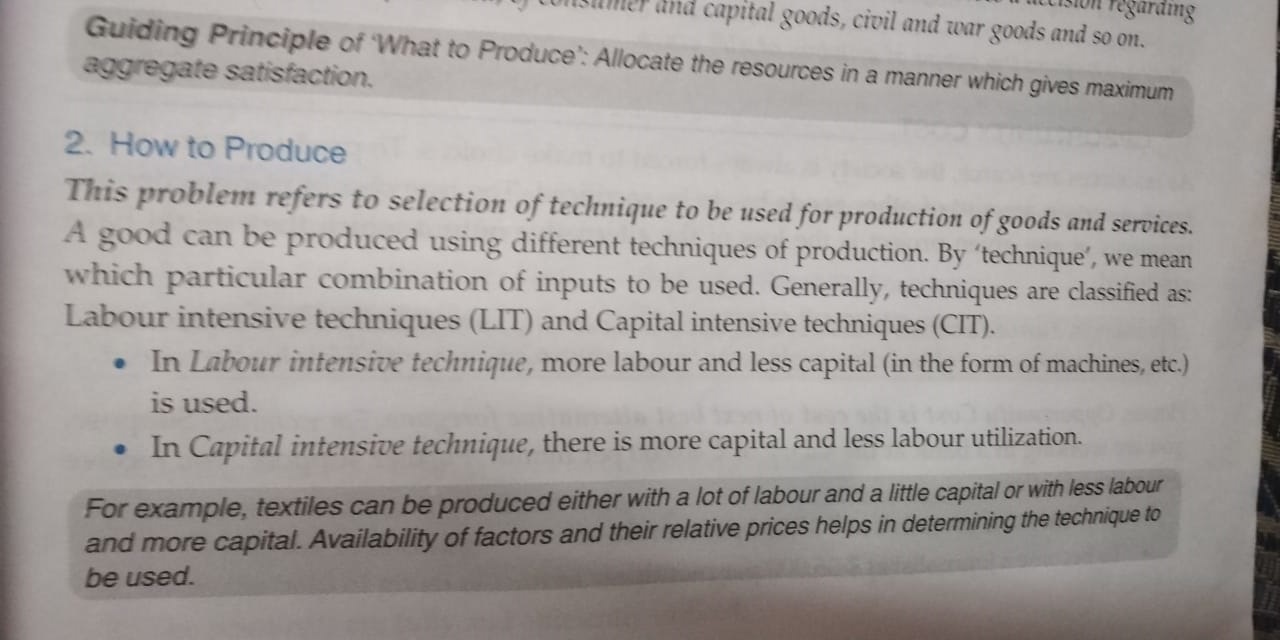 consumer and capital goods, civil and war goods and so on.
Guiding Principle of ‘What to Produce’: Allocate the resources in a manner which gives maximum
aggregate satisfaction.
2. How to Produce
This problem refers to selection of technique to be used for production of goods and services.
A good can be produced using different techniques of production. By ‘technique’, we mean
which particular combination of inputs to be used. Generally, techniques are classified as:
Labour intensive techniques (LIT) and Capital intensive techniques (CIT).
• In Labour intensive technique, more labour and less capital (in the form of machines, etc.)
is used.
• In Capital intensive technique, there is more capital and less labour utilization.
For example, textiles can be produced either with a lot of labour and a little capital or with less labour
and more capital. Availability of factors and their relative prices helps in determining the technique to
be used.